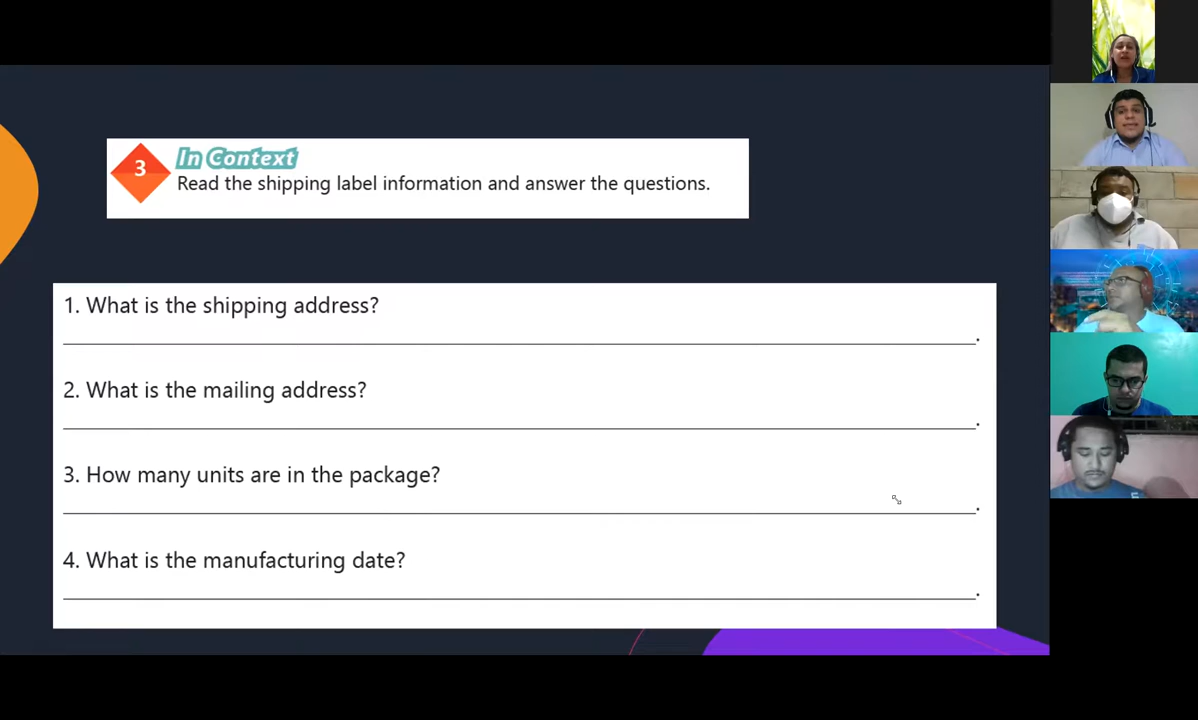 3
In Context
Read the shipping label information and answer the questions.
1. What is the shipping address?
.
2. What is the mailing address?
.
3. How many units are in the package?
.
4. What is the manufacturing date?
.